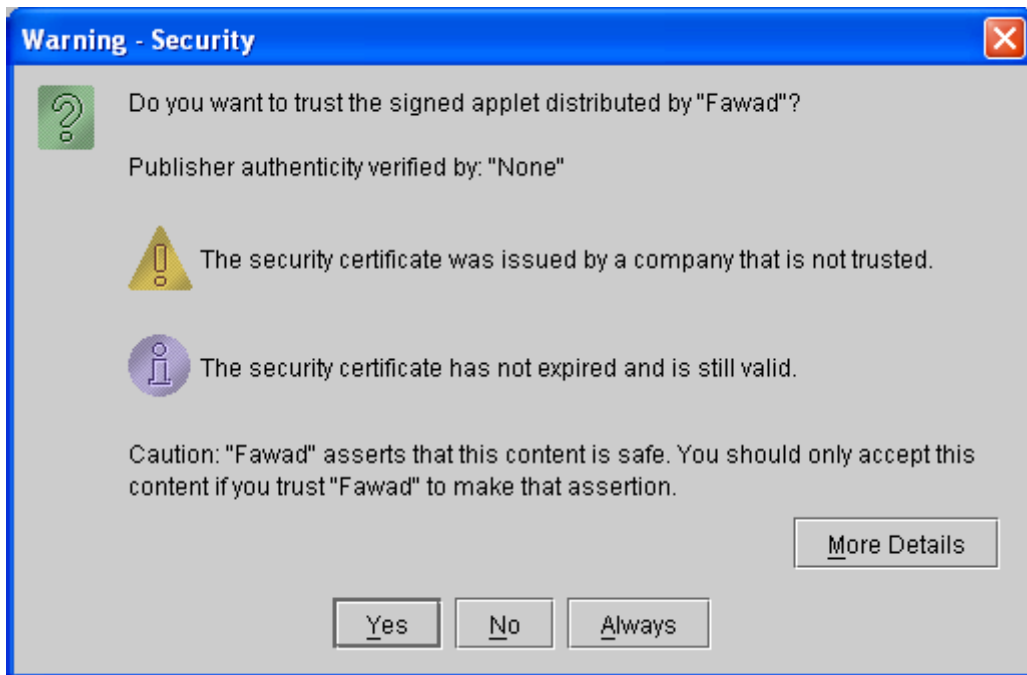 Warning - Security
Do you want to trust the signed applet distributed by "Fawad"?
Publisher authenticity verified by: "None"
The security certificate was issued by a company that is not trusted.
The security certificate has not expired and is still valid.
Caution: "Fawad" asserts that this content is safe. You should only accept this
content if you trust "Fawad" to make that assertion.
More Details
Yes No Always